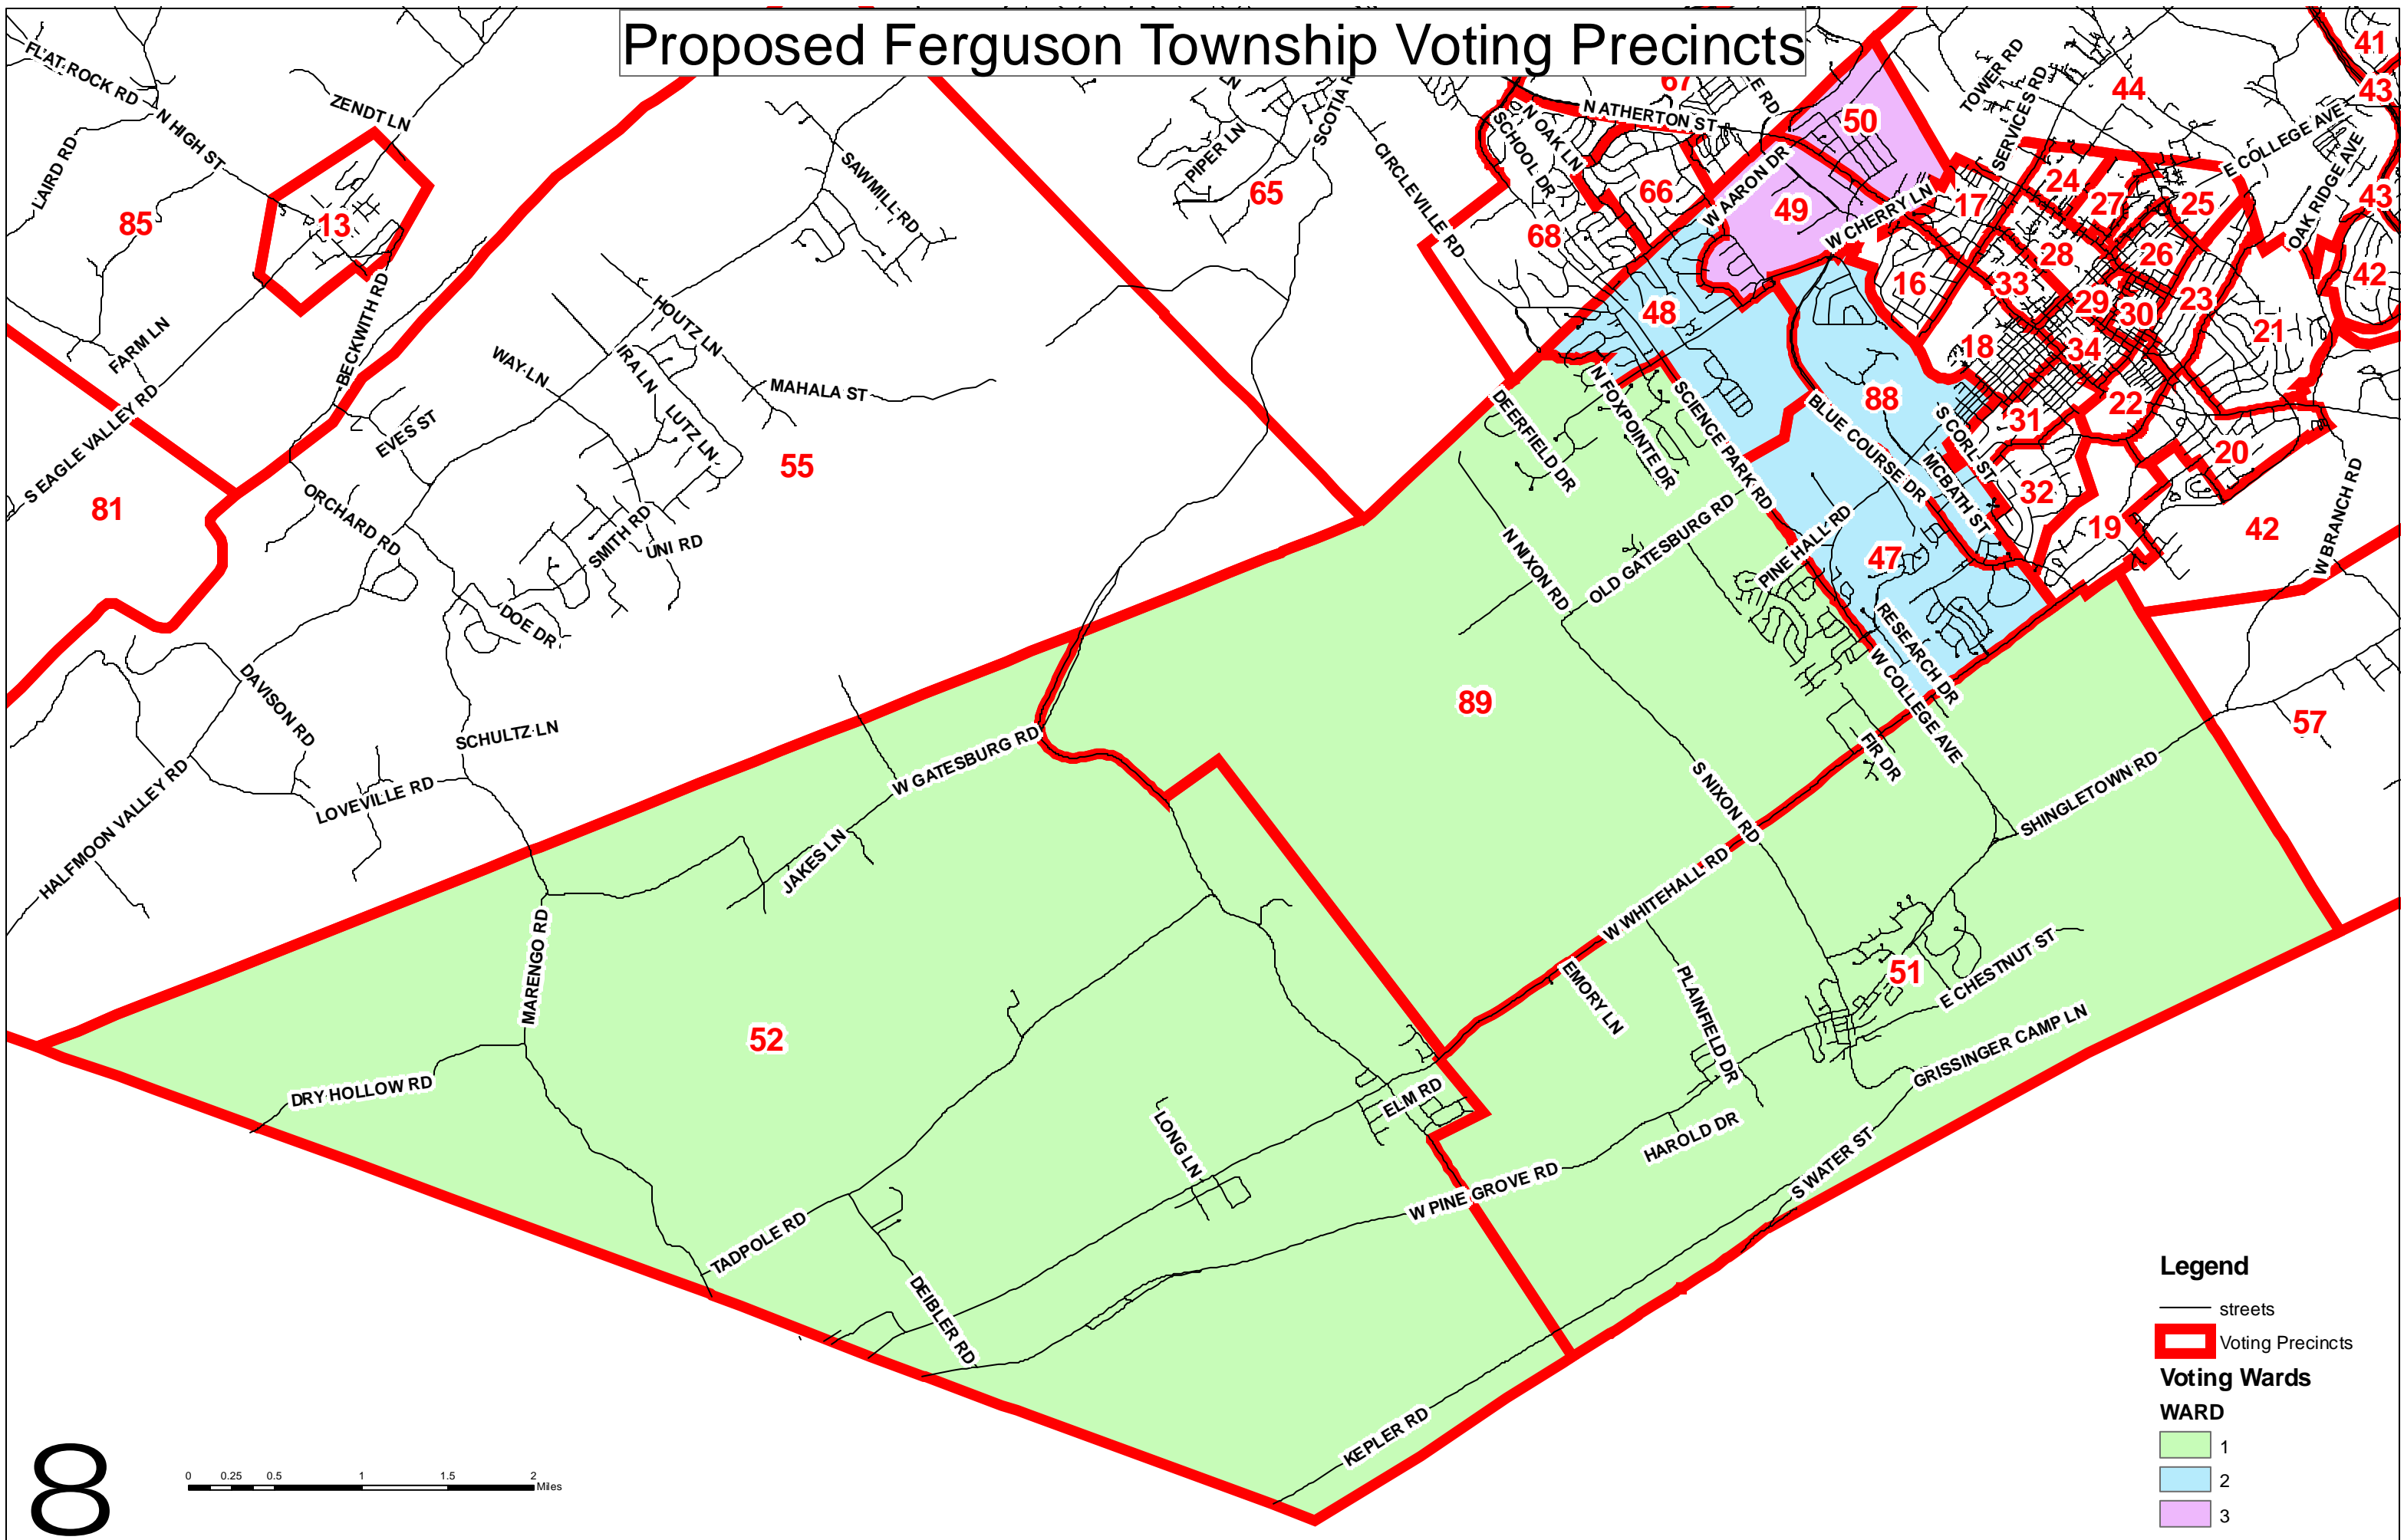 Proposed Ferguson Township Voting Precincts
FLAT ROCK RD
N HIGH ST
ZENDT LN
LAIRD RD
85
13
FARM LN
BECKWITH RD
S EAGLE VALLEY RD
81
SAWMILL RD
HOUTZ LN
WAY LN
IRA LN
LUTZ LN
MAHALA ST
EVES ST
55
ORCHARD RD
SMITH RD
UNI RD
DOE DR
DAVISON RD
SCHULTZ LN
LOVEVILLE RD
HALFMOON VALLEY RD
LN
PIPER LN
SCOTIA R
65
CIRCLEVILLE RD
SCHOOL DR
N OAK LN
N ATHERTON ST
67
E RD
66
68
W AARON DR
50
49
W CHERRY LN
48
TOWER RD
SERVICES RD
44
41
43
E COLLEGE AVE
OAK RIDGE AVE
43
17
24
27
25
28
26
16
33
29
30
23
42
21
18
34
88
31
22
20
S CORL ST
BLUE COURSE DR
MCBATH ST
32
19
42
W BRANCH RD
DEERFIELD DR
N FOXPOINTE DR
SCIENCE PARK RD
N NIXON RD
OLD GATESBURG RD
PINE HALL RD
47
RESEARCH DR
W COLLEGE AVE
57
89
FIR DR
S NIXON RD
SHINGLETOWN RD
W GATESBURG RD
JAKES LN
W WHITEHALL RD
MARENGO RD
EMORY LN
PLAINFIELD DR
51
E CHESTNUT ST
GRISSINGER CAMP LN
52
DRY HOLLOW RD
ELM RD
LONG LN
HAROLD DR
W PINE GROVE RD
S WATER ST
TADPOLE RD
DEIBLER RD
KEPLER RD
Legend
streets
Voting Precincts
Voting Wards
WARD
1
2
3
8
0 0.25 0.5 1 1.5 2
Miles